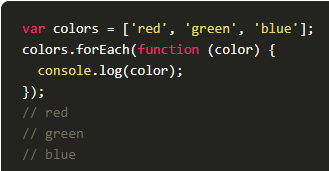 var colors = ['red', 'green', 'blue'];
colors.forEach(function (color) {
  console.log(color);
});
// red
// green
// blue